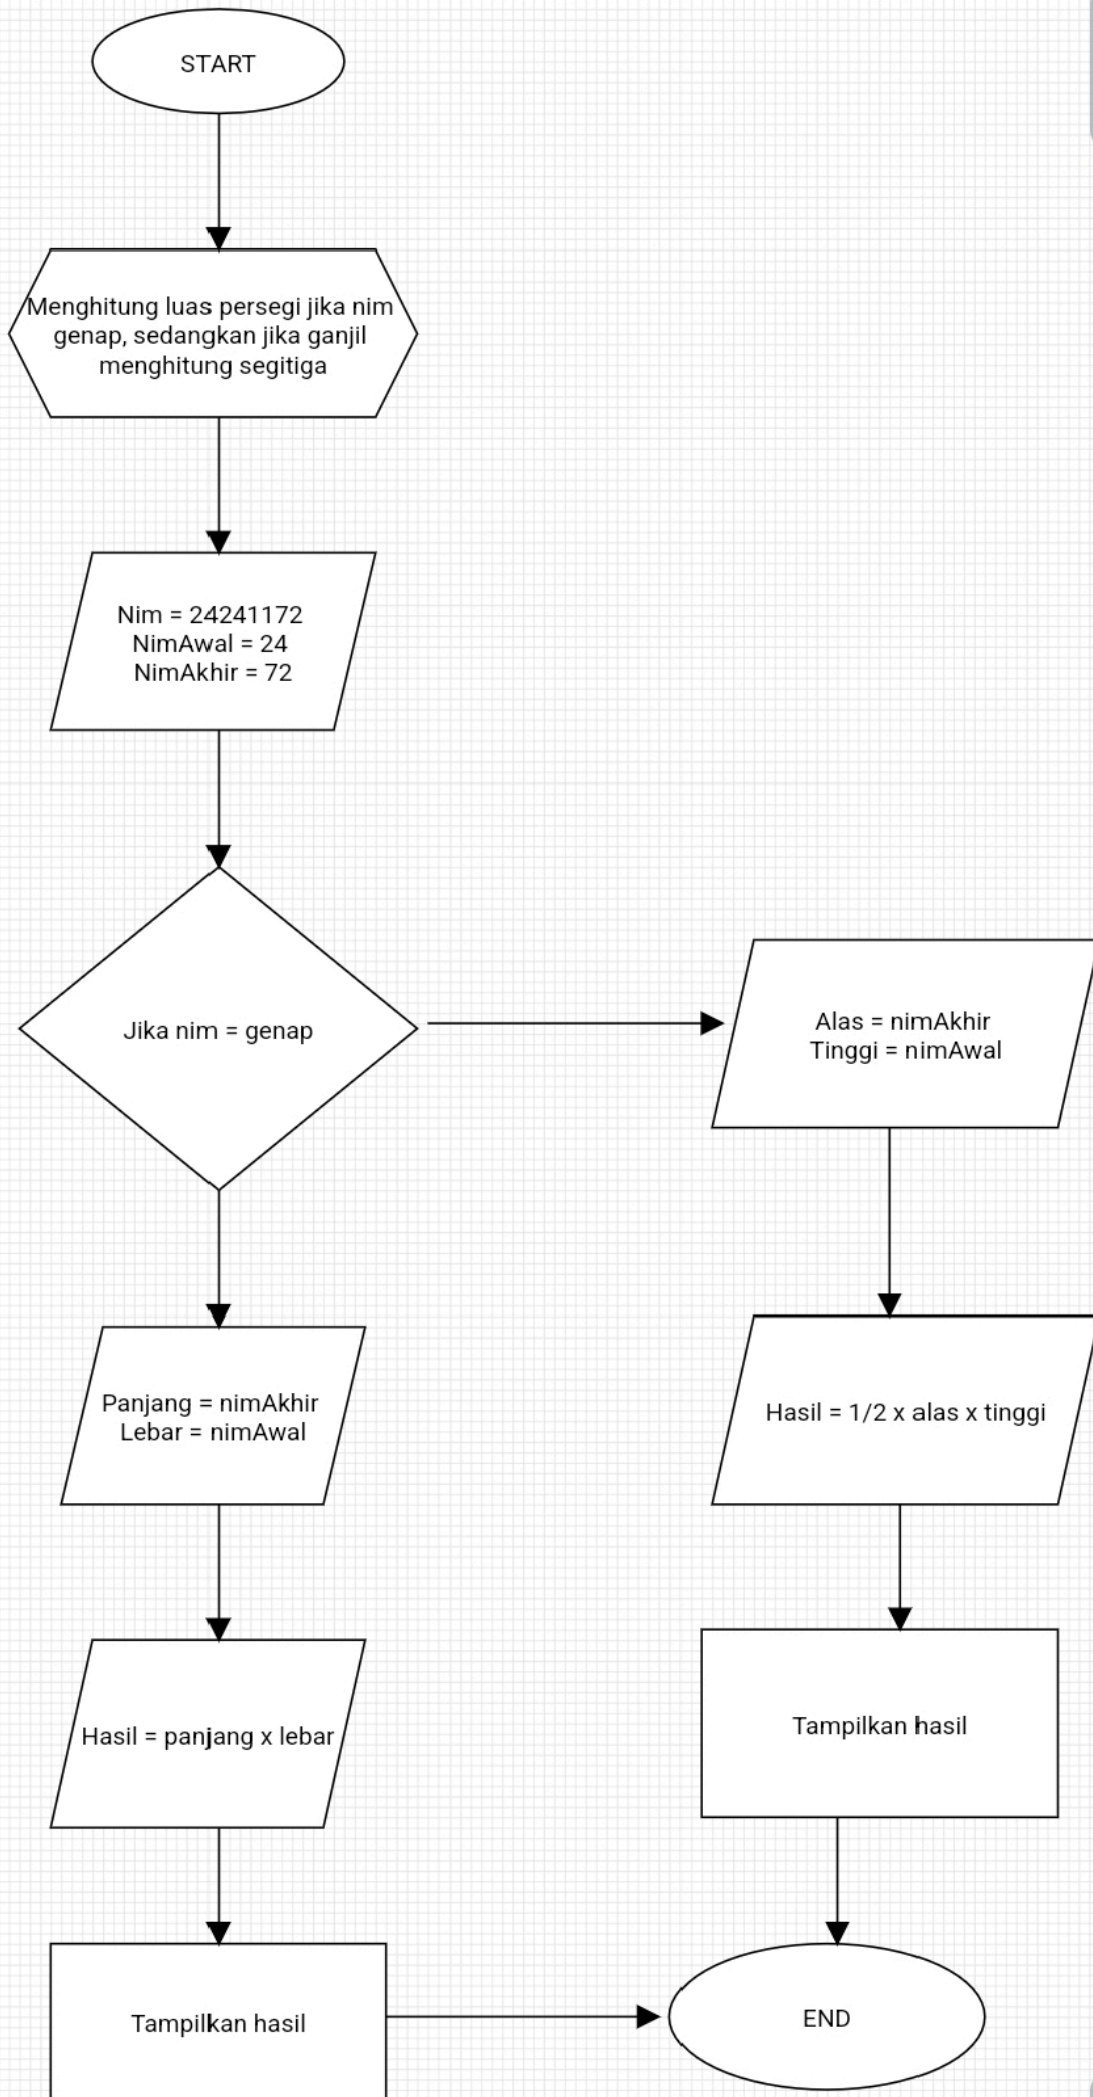 START
Menghitung luas persegi jika nim
genap, sedangkan jika ganjil
menghitung segitiga
Nim = 24241172
NimAwal = 24
NimAkhir = 72
Jika nim = genap
Alas = nimAkhir
Tinggi = nimAwal
Panjang = nimAkhir
Lebar = nimAwal
Hasil = 1/2 x alas x tinggi
Hasil = panjang x lebar
Tampilkan hasil
Tampilkan hasil
END